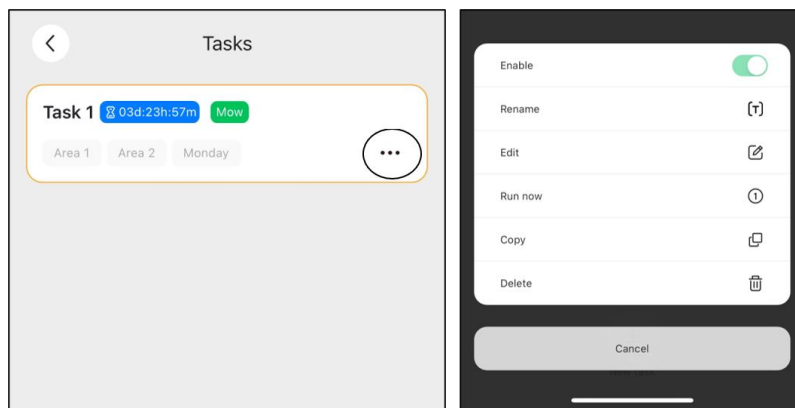 Tasks
Task 1 03d:23h:57m Mow
Area 1 Area 2 Monday
Enable
Rename
Edit
Run now
Copy
Delete
Cancel